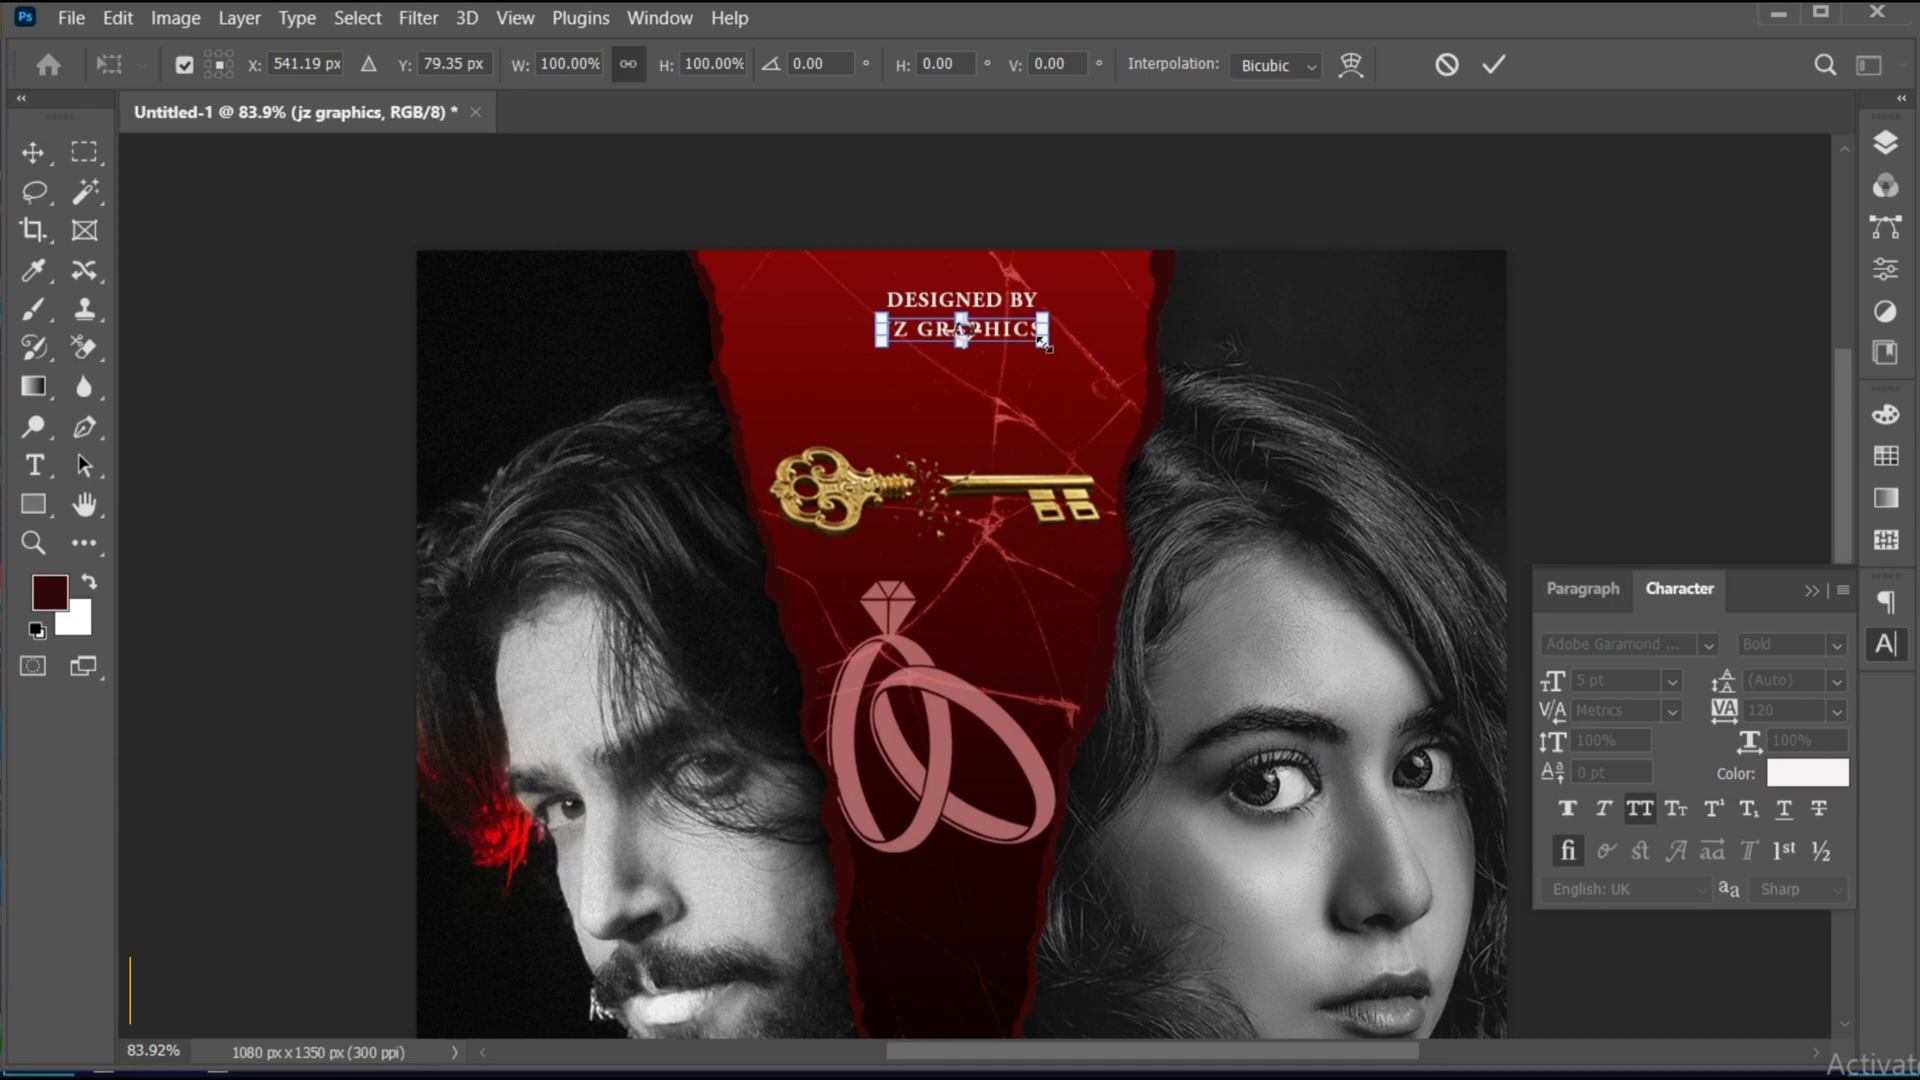 Ps File Edit Image Layer Type Select Filter 3D View Plugins Window Help
X: 541.19 px Y: 79.35 px W: 100.00% H: 100.00% 0.00 ° H: 0.00 ° V: 0.00 ° Interpolation: Bicubic
Untitled-1 @ 83.9% (jz graphics, RGB/8) *
DESIGNED BY
Z GRAPHICS
Paragraph Character
Adobe Garamond ... Bold
5 pt (Auto)
Metrics 120
100% 100%
0 pt Color:
English: UK Sharp
83.92% 1080 px x 1350 px (300 ppi)
Activat